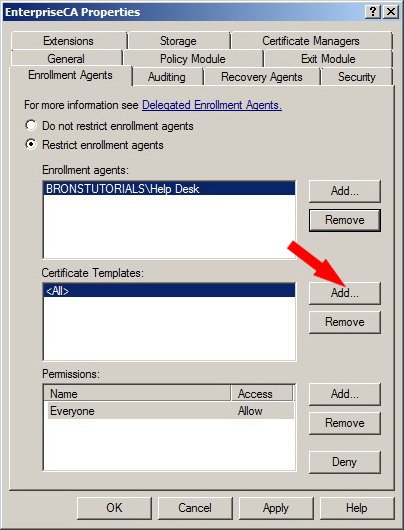 EnterpriseCA Properties
Extensions Storage Certificate Managers
General Policy Module Exit Module
Enrollment Agents Auditing Recovery Agents Security
For more information see Delegated Enrollment Agents.
Do not restrict enrollment agents
Restrict enrollment agents
Enrollment agents:
BRONSTUTORIALS\Help Desk
Add...
Remove
Certificate Templates:
<All>
Add...
Remove
Permissions:
Name Access
Everyone Allow
Add...
Remove
Deny
OK Cancel Apply Help